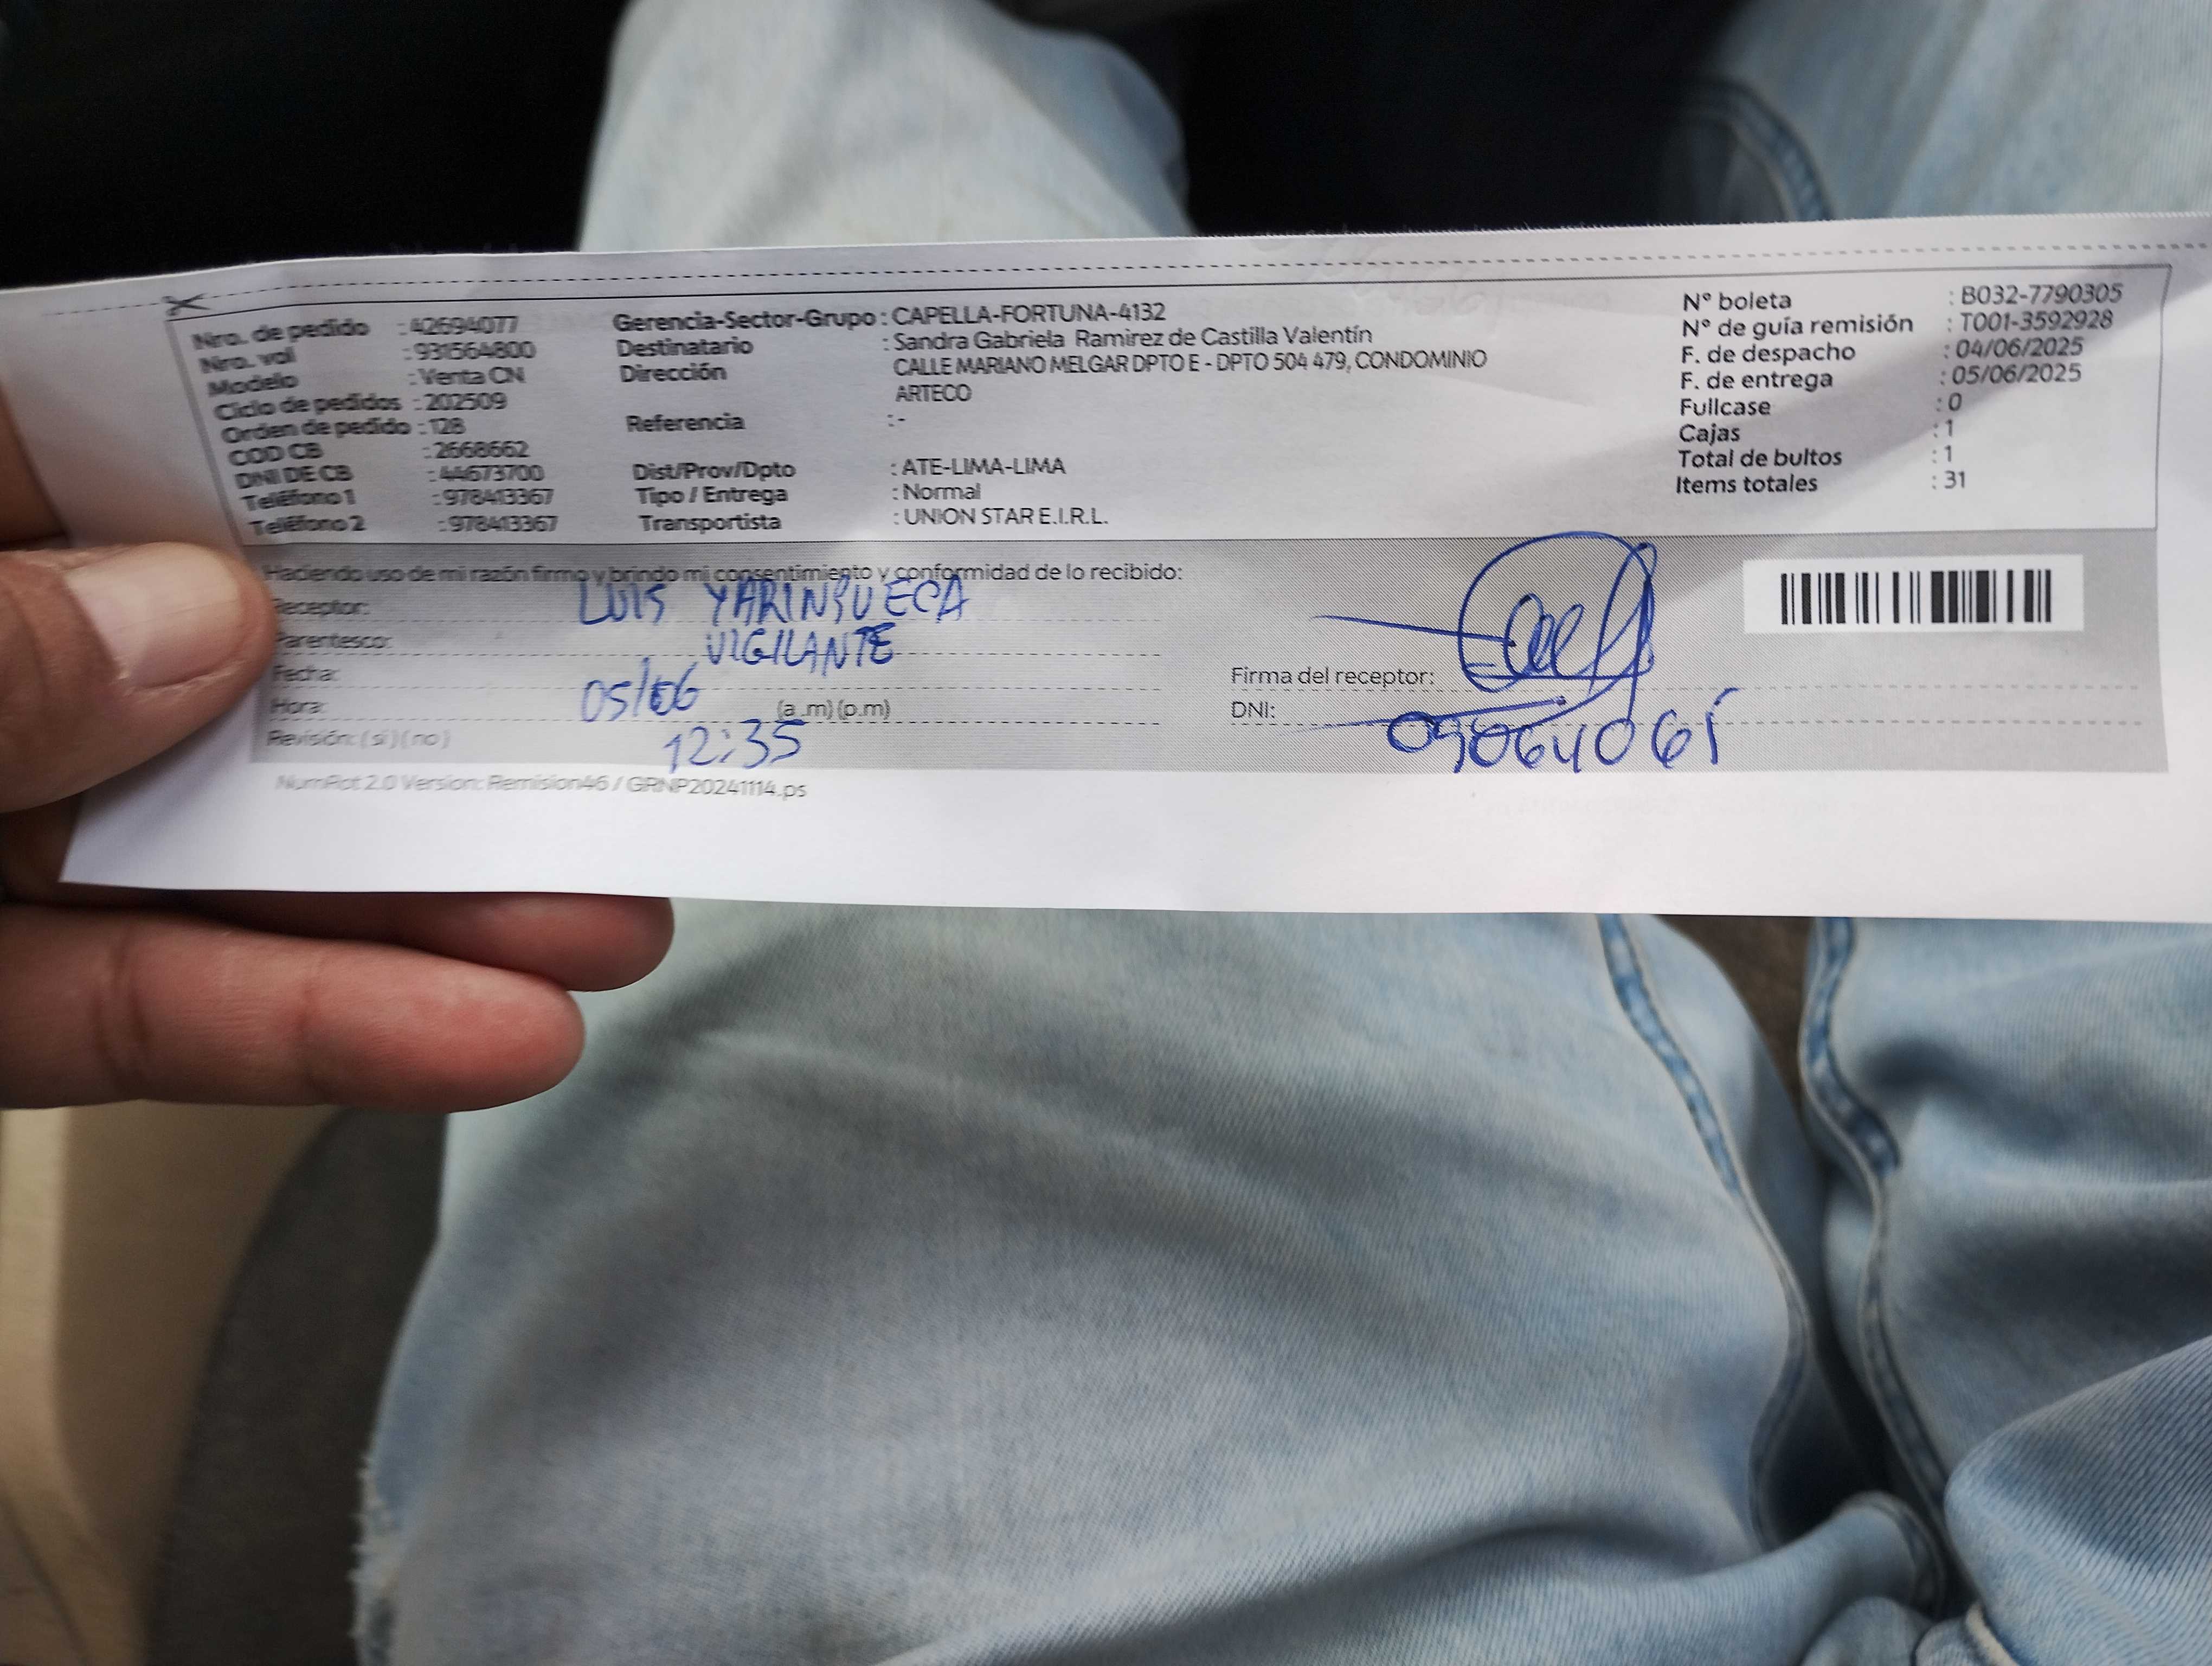 Nro. de pedido : 42694077
Nro. val : 931564800
Modelo : Venta CN
Ciclo de pedidos : 202509
Orden de pedido : 128
COD CB : 2668662
DNI DE CB : 44673700
Teléfono 1 : 978413367
Teléfono 2 : 978413367
Gerencia-Sector-Grupo : CAPELLA-FORTUNA-4132
Destinatario : Sandra Gabriela Ramirez de Castilla Valentín
Dirección CALLE MARIANO MELGAR DPTO E - DPTO 504 479, CONDOMINIO
ARTECO
Referencia : -
Dist/Prov/Dpto : ATE-LIMA-LIMA
Tipo / Entrega : Normal
Transportista : UNION STAR E.I.R.L.
N° boleta : B032-7790305
N° de guía remisión : T001-3592928
F. de despacho : 04/06/2025
F. de entrega : 05/06/2025
Fullcase : 0
Cajas : 1
Total de bultos : 1
Items totales : 31
Haciendo uso de mi razón firmo y brindo mi consentimiento y conformidad de lo recibido:
Receptor: LUIS YARINGUECA
Parentesco: VIGILANTE
Fecha: 05/06
Hora: (a .m) (p.m)
12:35
Revisión: ( si ) ( no )
Firma del receptor:
DNI: 09064061
NumRot 2.0 Version: Remision46 / GRNP20241114.ps